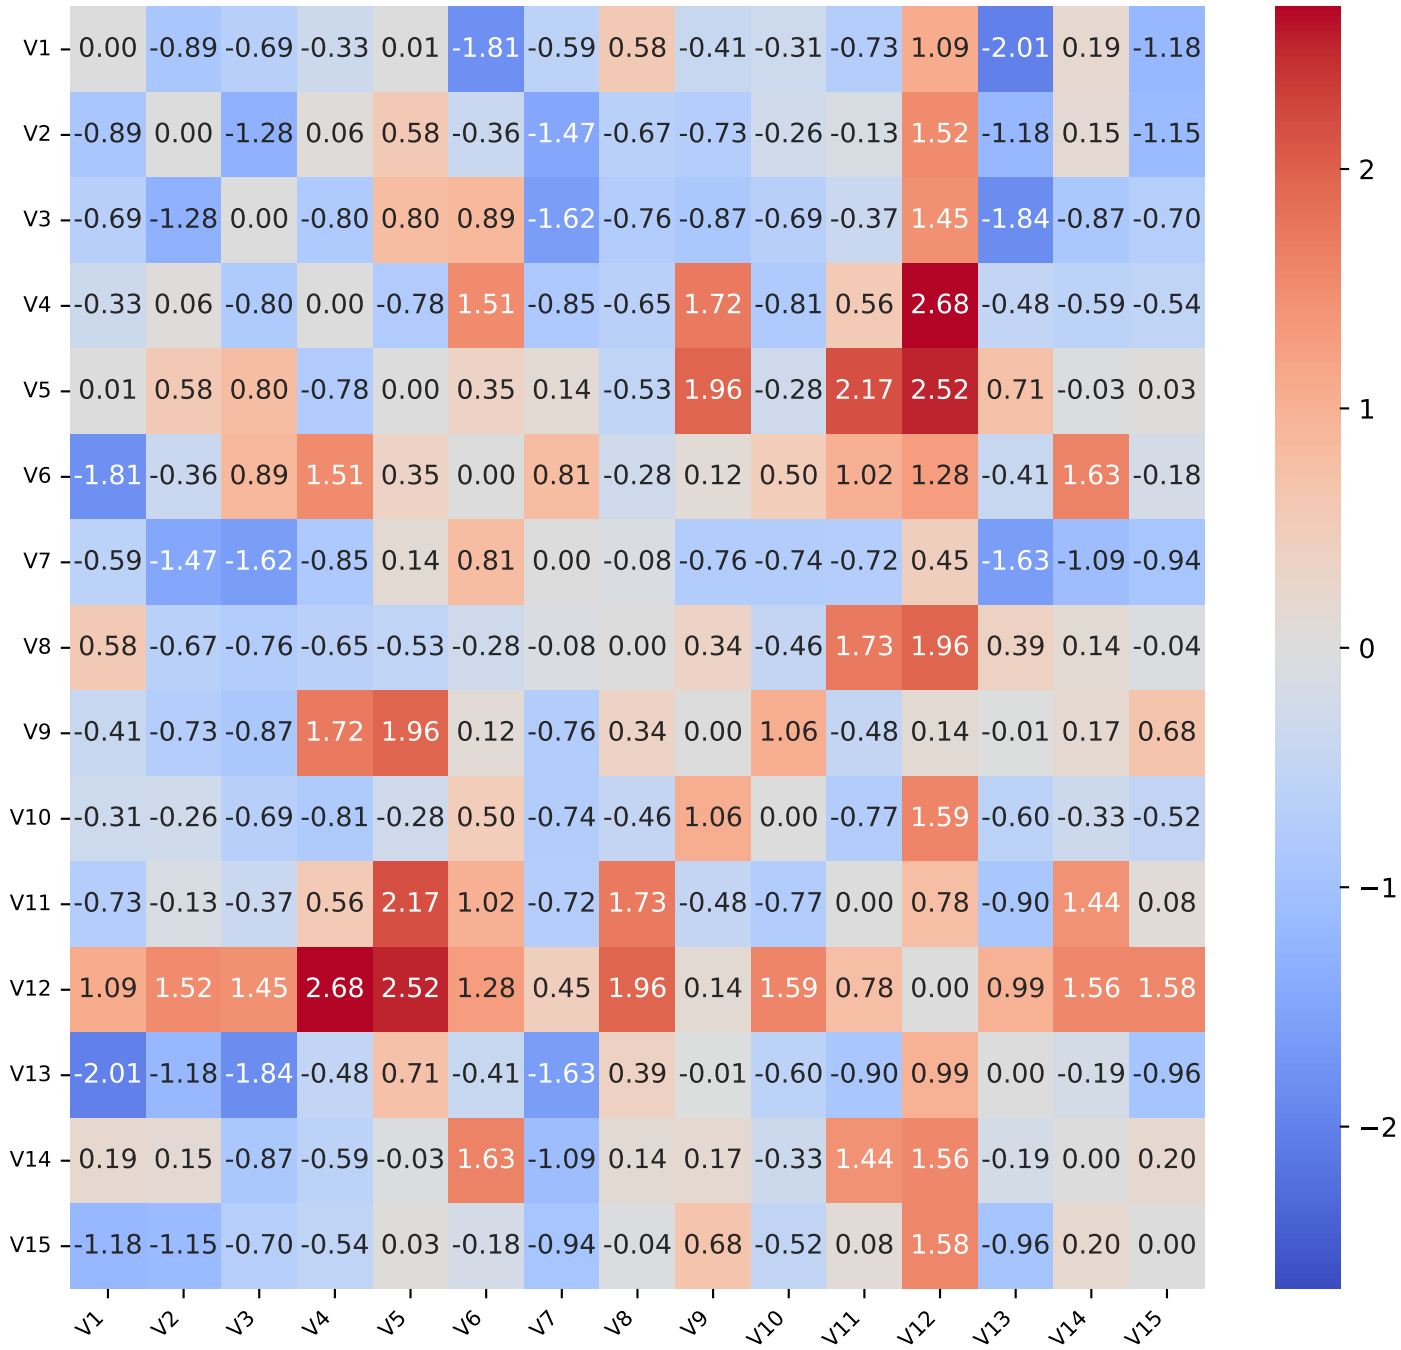 V1 0.00 -0.89 -0.69 -0.33 0.01 -1.81 -0.59 0.58 -0.41 -0.31 -0.73 1.09 -2.01 0.19 -1.18
V2 -0.89 0.00 -1.28 0.06 0.58 -0.36 -1.47 -0.67 -0.73 -0.26 -0.13 1.52 -1.18 0.15 -1.15
2
V3 -0.69 -1.28 0.00 -0.80 0.80 0.89 -1.62 -0.76 -0.87 -0.69 -0.37 1.45 -1.84 -0.87 -0.70
V4 -0.33 0.06 -0.80 0.00 -0.78 1.51 -0.85 -0.65 1.72 -0.81 0.56 2.68 -0.48 -0.59 -0.54
V5 0.01 0.58 0.80 -0.78 0.00 0.35 0.14 -0.53 1.96 -0.28 2.17 2.52 0.71 -0.03 0.03
1
V6 -1.81 -0.36 0.89 1.51 0.35 0.00 0.81 -0.28 0.12 0.50 1.02 1.28 -0.41 1.63 -0.18
V7 -0.59 -1.47 -1.62 -0.85 0.14 0.81 0.00 -0.08 -0.76 -0.74 -0.72 0.45 -1.63 -1.09 -0.94
V8 0.58 -0.67 -0.76 -0.65 -0.53 -0.28 -0.08 0.00 0.34 -0.46 1.73 1.96 0.39 0.14 -0.04
0
V9 -0.41 -0.73 -0.87 1.72 1.96 0.12 -0.76 0.34 0.00 1.06 -0.48 0.14 -0.01 0.17 0.68
V10 -0.31 -0.26 -0.69 -0.81 -0.28 0.50 -0.74 -0.46 1.06 0.00 -0.77 1.59 -0.60 -0.33 -0.52
−1
V11 -0.73 -0.13 -0.37 0.56 2.17 1.02 -0.72 1.73 -0.48 -0.77 0.00 0.78 -0.90 1.44 0.08
V12 1.09 1.52 1.45 2.68 2.52 1.28 0.45 1.96 0.14 1.59 0.78 0.00 0.99 1.56 1.58
V13 -2.01 -1.18 -1.84 -0.48 0.71 -0.41 -1.63 0.39 -0.01 -0.60 -0.90 0.99 0.00 -0.19 -0.96
−2
V14 0.19 0.15 -0.87 -0.59 -0.03 1.63 -1.09 0.14 0.17 -0.33 1.44 1.56 -0.19 0.00 0.20
V15 -1.18 -1.15 -0.70 -0.54 0.03 -0.18 -0.94 -0.04 0.68 -0.52 0.08 1.58 -0.96 0.20 0.00
V1 V2 V3 V4 V5 V6 V7 V8 V9 V10 V11 V12 V13 V14 V15